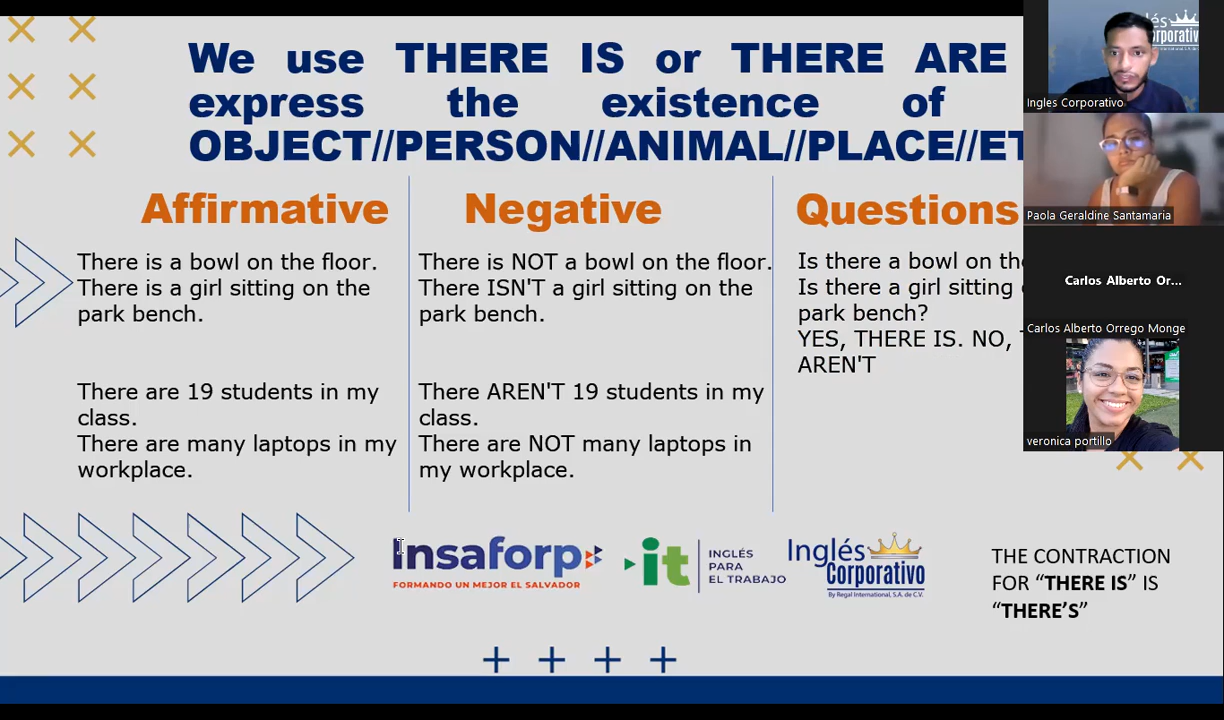 We use THERE IS or THERE ARE
express the existence of
OBJECT//PERSON//ANIMAL//PLACE//ET
Affirmative
There is a bowl on the floor.
There is a girl sitting on the
park bench.
There are 19 students in my
class.
There are many laptops in my
workplace.
Negative
There is NOT a bowl on the floor.
There ISN'T a girl sitting on the
park bench.
There AREN'T 19 students in my
class.
There are NOT many laptops in
my workplace.
Questions
Is there a bowl on the
Is there a girl sitting
park bench?
YES, THERE IS. NO,
AREN'T
Insaforp
FORMANDO UN MEJOR EL SALVADOR
it
INGLÉS
PARA
EL TRABAJO
Inglés
Corporativo
By Regal International, S.A. de C.V.
THE CONTRACTION
FOR “THERE IS” IS
“THERE’S”
Ingles Corporativo
Paola Geraldine Santamaria
Carlos Alberto Or...
Carlos Alberto Orrego Monge
veronica portillo